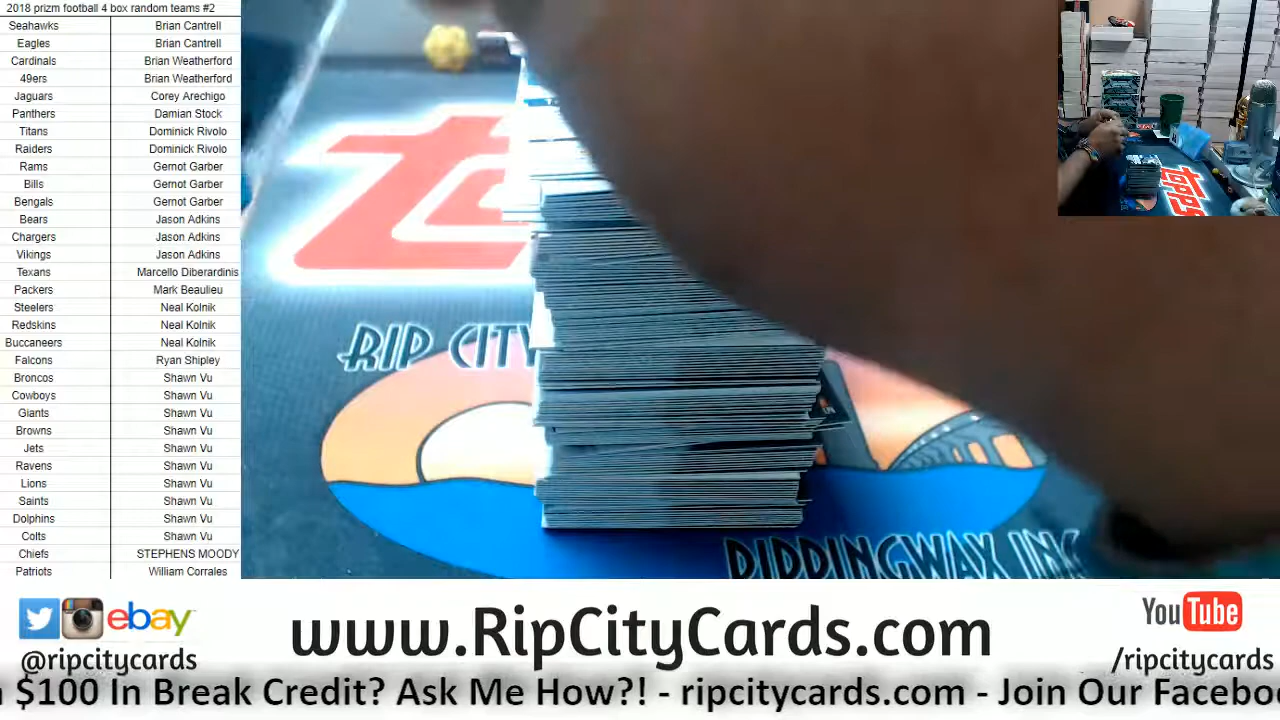 2018 prizm football 4 box random teams #2
Seahawks Brian Cantrell
Eagles Brian Cantrell
Cardinals Brian Weatherford
49ers Brian Weatherford
Jaguars Corey Arechigo
Panthers Damian Stock
Titans Dominick Rivolo
Raiders Dominick Rivolo
Rams Gernot Garber
Bills Gernot Garber
Bengals Gernot Garber
Bears Jason Adkins
Chargers Jason Adkins
Vikings Jason Adkins
Texans Marcello Diberardinis
Packers Mark Beaulieu
Steelers Neal Kolnik
Redskins Neal Kolnik
Buccaneers Neal Kolnik
Falcons Ryan Shipley
Broncos Shawn Vu
Cowboys Shawn Vu
Giants Shawn Vu
Browns Shawn Vu
Jets Shawn Vu
Ravens Shawn Vu
Lions Shawn Vu
Saints Shawn Vu
Dolphins Shawn Vu
Colts Shawn Vu
Chiefs STEPHENS MOODY
Patriots William Corrales
RIP CITY
RIPPINGWAX INC
topps
ebay
@ripcitycards
www.RipCityCards.com
YouTube
/ripcitycards
$100 In Break Credit? Ask Me How?! - ripcitycards.com - Join Our Facebo